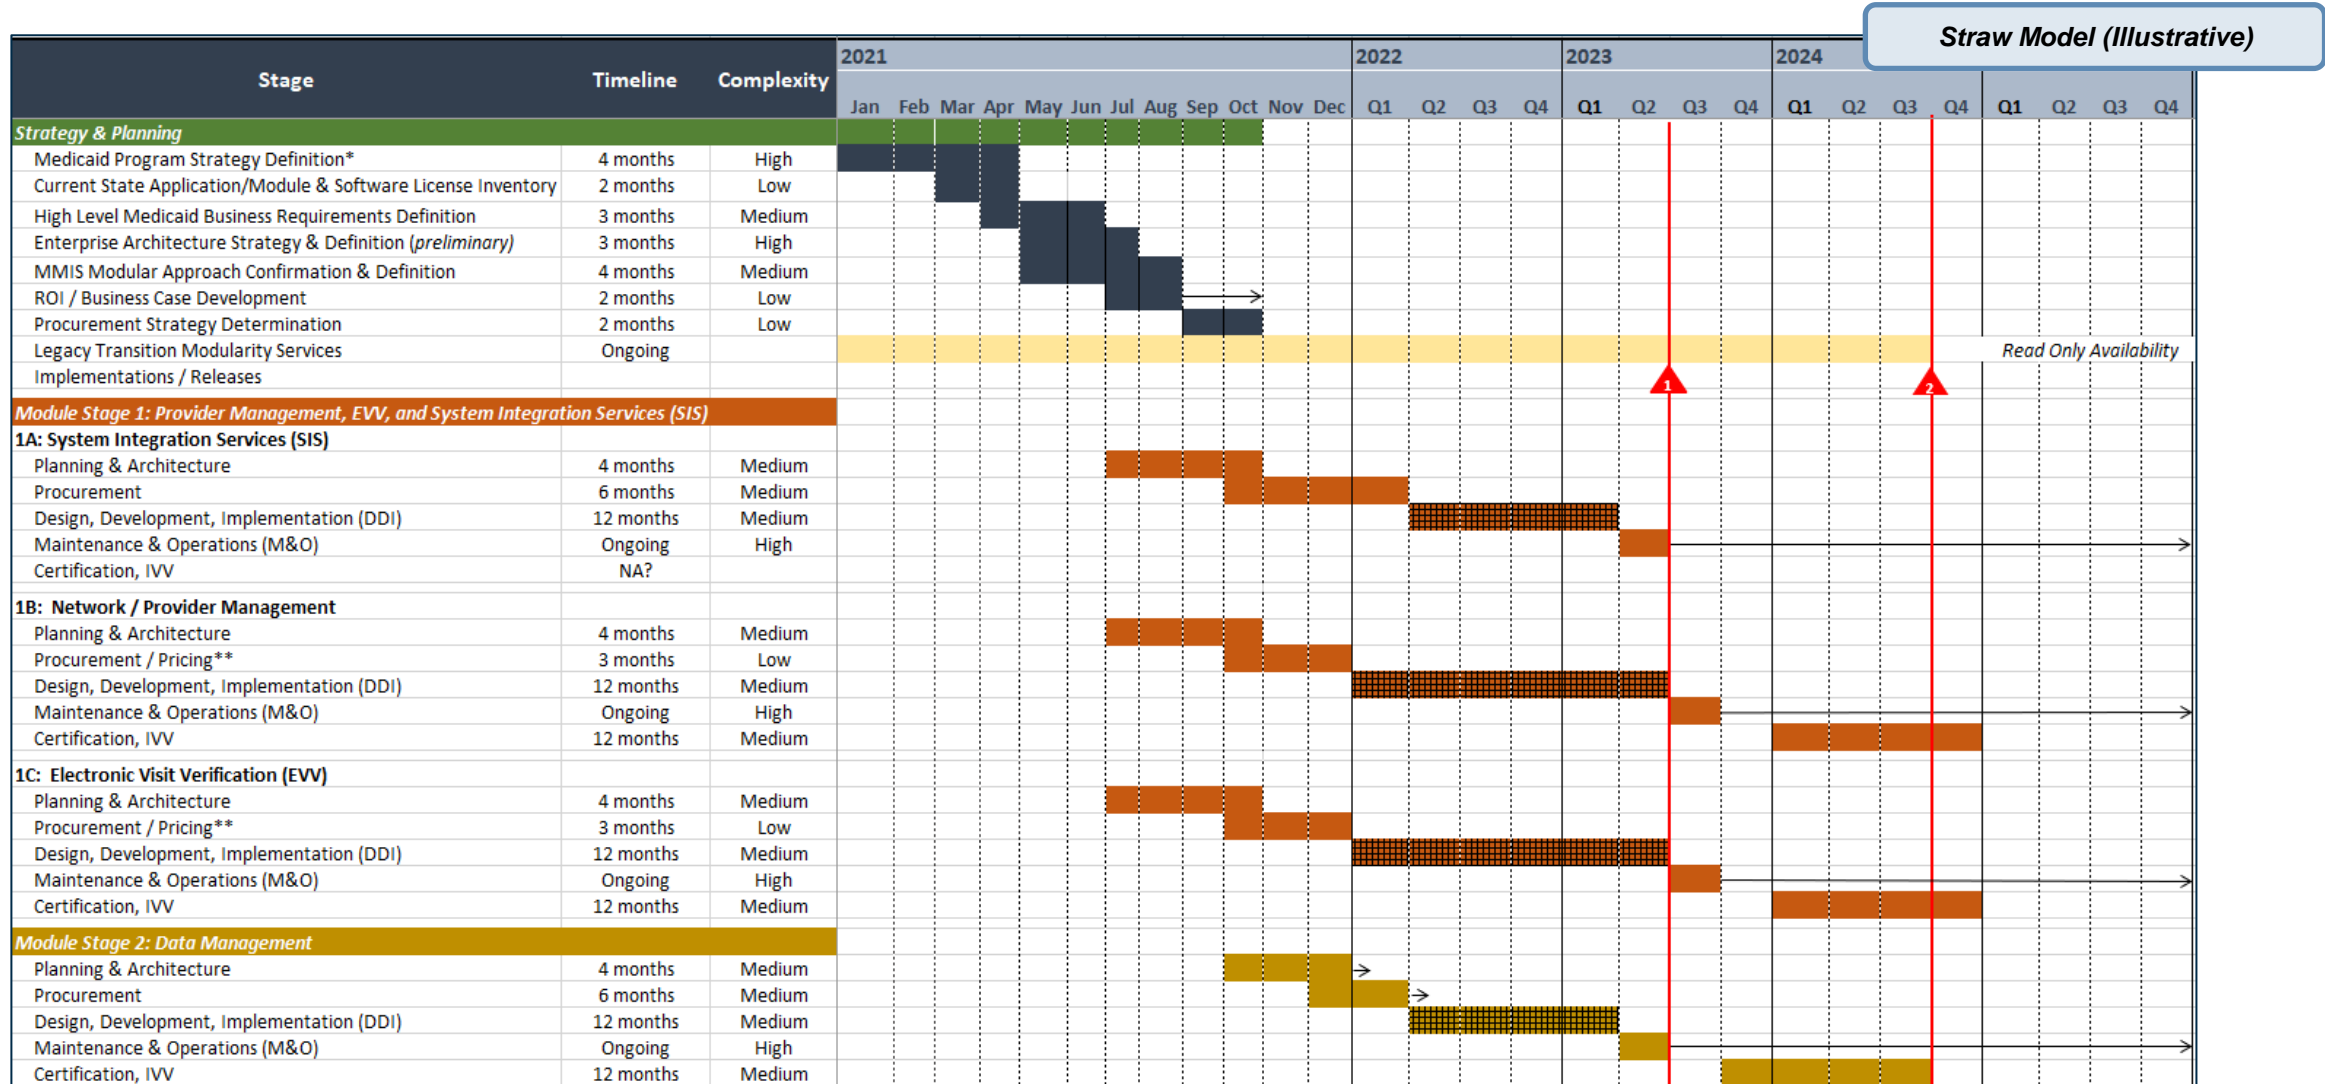 Straw Model (Illustrative)
2021 2022 2023 2024
Stage Timeline Complexity
Jan Feb Mar Apr May Jun Jul Aug Sep Oct Nov Dec Q1 Q2 Q3 Q4 Q1 Q2 Q3 Q4 Q1 Q2 Q3 Q4 Q1 Q2 Q3 Q4
Strategy & Planning
Medicaid Program Strategy Definition* 4 months High
Current State Application/Module & Software License Inventory 2 months Low
High Level Medicaid Business Requirements Definition 3 months Medium
Enterprise Architecture Strategy & Definition (preliminary) 3 months High
MMIS Modular Approach Confirmation & Definition 4 months Medium
ROI / Business Case Development 2 months Low
Procurement Strategy Determination 2 months Low
Legacy Transition Modularity Services Ongoing Read Only Availability
Implementations / Releases 1 2
Module Stage 1: Provider Management, EVV, and System Integration Services (SIS)
1A: System Integration Services (SIS)
Planning & Architecture 4 months Medium
Procurement 6 months Medium
Design, Development, Implementation (DDI) 12 months Medium
Maintenance & Operations (M&O) Ongoing High
Certification, IVV NA?
1B: Network / Provider Management
Planning & Architecture 4 months Medium
Procurement / Pricing** 3 months Low
Design, Development, Implementation (DDI) 12 months Medium
Maintenance & Operations (M&O) Ongoing High
Certification, IVV 12 months Medium
1C: Electronic Visit Verification (EVV)
Planning & Architecture 4 months Medium
Procurement / Pricing** 3 months Low
Design, Development, Implementation (DDI) 12 months Medium
Maintenance & Operations (M&O) Ongoing High
Certification, IVV 12 months Medium
Module Stage 2: Data Management
Planning & Architecture 4 months Medium
Procurement 6 months Medium
Design, Development, Implementation (DDI) 12 months Medium
Maintenance & Operations (M&O) Ongoing High
Certification, IVV 12 months Medium